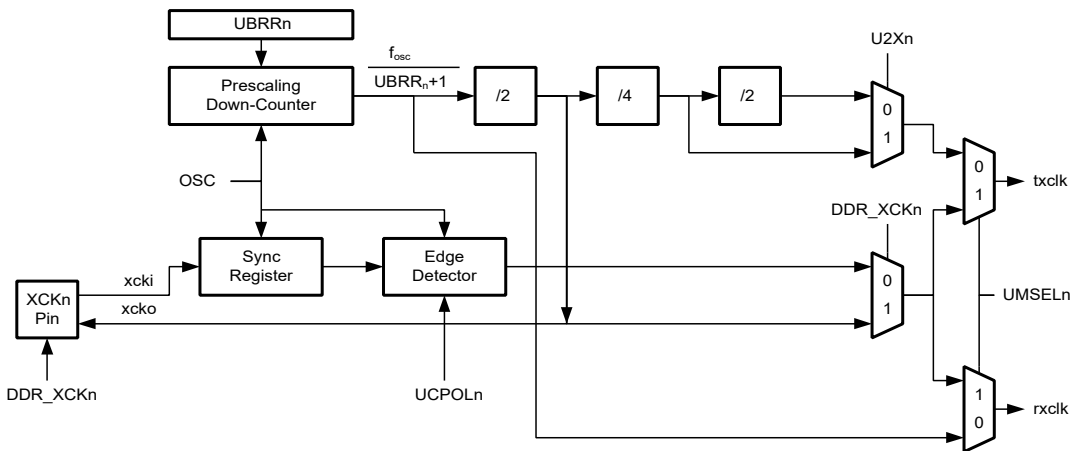 UBRRn
f_osc
U2Xn
Prescaling
Down-Counter
UBRR_n+1
/2
/4
/2
0
1
OSC
0
1
txclk
DDR_XCKn
Sync
Register
Edge
Detector
xcki
XCKn
Pin
xcko
0
1
UMSELn
DDR_XCKn
UCPOLn
1
0
rxclk